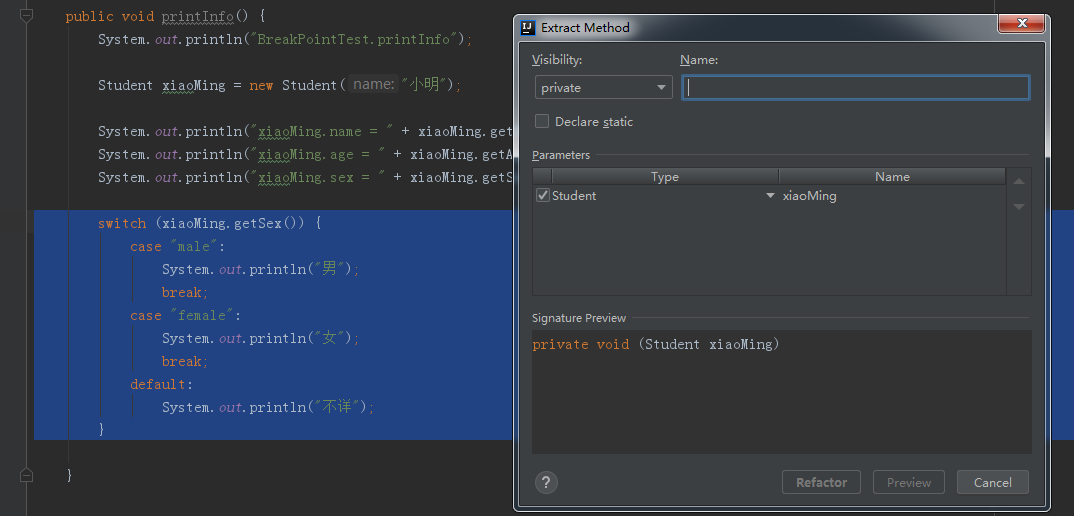 public void printInfo() {
System.out.println("BreakPointTest.printInfo");
Student xiaoMing = new Student( name: "小明");
System.out.println("xiaoMing.name = " + xiaoMing.get
System.out.println("xiaoMing.age = " + xiaoMing.getA
System.out.println("xiaoMing.sex = " + xiaoMing.getS
switch (xiaoMing.getSex()) {
case "male":
System.out.println("男");
break;
case "female":
System.out.println("女");
break;
default:
System.out.println("不详");
}
}
Extract Method
Visibility:
Name:
private
Declare static
Parameters
Type
Name
Student
xiaoMing
Signature Preview
private void (Student xiaoMing)
?
Refactor
Preview
Cancel